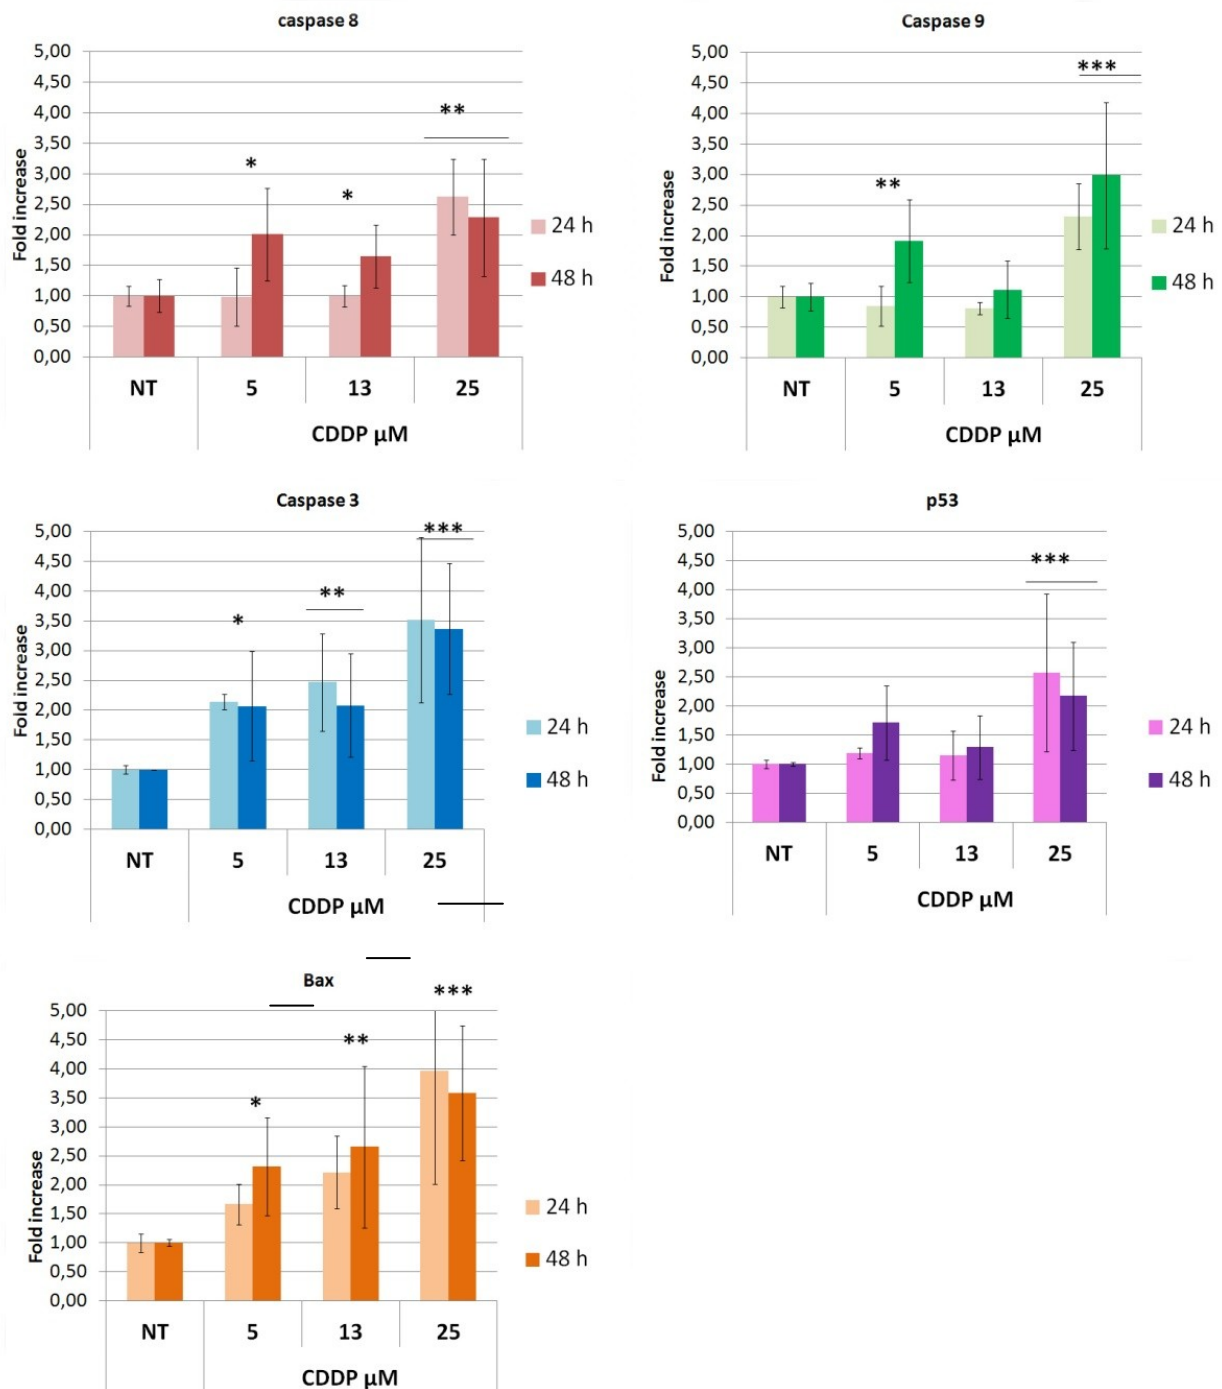 caspase 8
5,00
4,50
4,00
3,50
3,00
2,50
2,00
1,50
1,00
0,50
0,00
Fold increase
*
*
**
24 h
48 h
NT 5 13 25
CDDP µM
Caspase 9
5,00
4,50
4,00
3,50
3,00
2,50
2,00
1,50
1,00
0,50
0,00
Fold increase
**
***
24 h
48 h
NT 5 13 25
CDDP µM
Caspase 3
5,00
4,50
4,00
3,50
3,00
2,50
2,00
1,50
1,00
0,50
0,00
Fold increase
*
**
***
24 h
48 h
NT 5 13 25
CDDP µM
p53
5,00
4,50
4,00
3,50
3,00
2,50
2,00
1,50
1,00
0,50
0,00
Fold increase
***
24 h
48 h
NT 5 13 25
CDDP µM
Bax
5,00
4,50
4,00
3,50
3,00
2,50
2,00
1,50
1,00
0,50
0,00
Fold increase
*
**
***
24 h
48 h
NT 5 13 25
CDDP µM